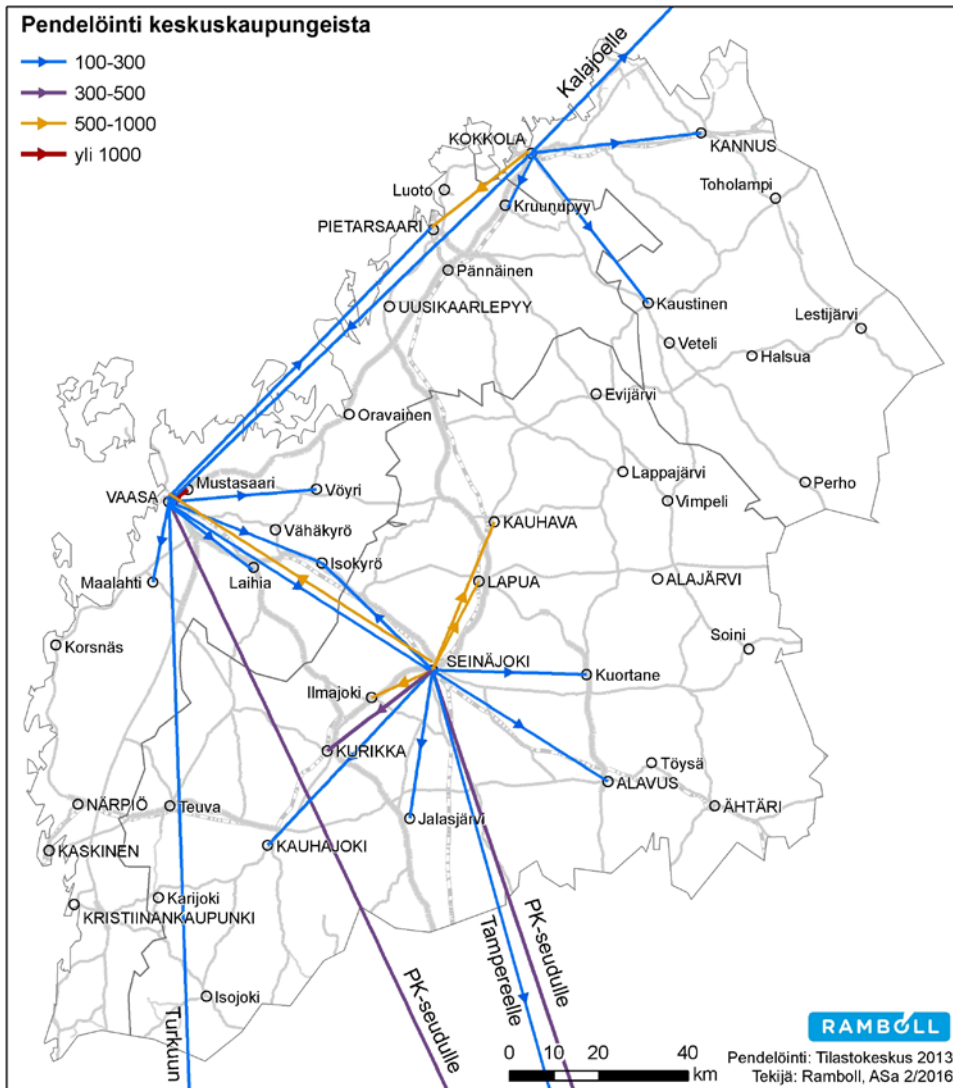 Pendelöinti keskuskaupungeista
100-300
300-500
500-1000
yli 1000
Kalajoelle
KOKKOLA
KANNUS
Luoto
Toholampi
Kruunupyy
PIETARSAARI
Pännäinen
Kaustinen
UUSIKAARLEPYY
Lestijärvi
Veteli
Halsua
Evijärvi
Oravainen
Lappajärvi
Mustasaari
Vöyri
Perho
VAASA
Vimpeli
KAUHAVA
Vähäkyrö
Isokyrö
Laihia
Maalahti
LAPUA
ALAJÄRVI
Korsnäs
Soini
SEINÄJOKI
Kuortane
Ilmajoki
KURIKKA
Töysä
ALAVUS
NÄRPIÖ
Teuva
ÄHTÄRI
Jalasjärvi
KASKINEN
KAUHAJOKI
Karijoki
KRISTIINANKAUPUNKI
Isojoki
Turkuun
PK-seudulle
Tampereelle
PK-seudulle
RAMBOLL
0 10 20 40
km
Pendelöinti: Tilastokeskus 2013
Tekijä: Ramboll, ASa 2/2016